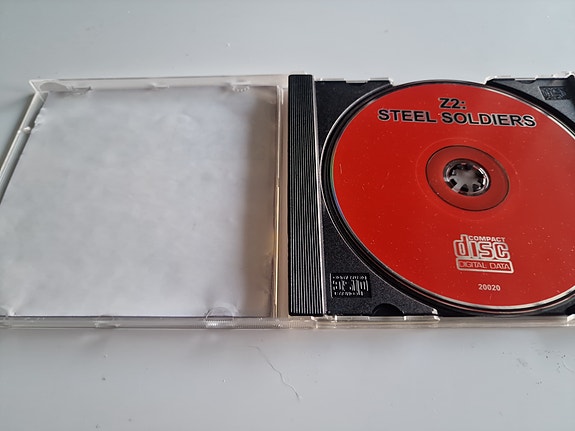 Z2:
STEEL SOLDIERS
COMPACT
disc
DIGITAL DATA
20020